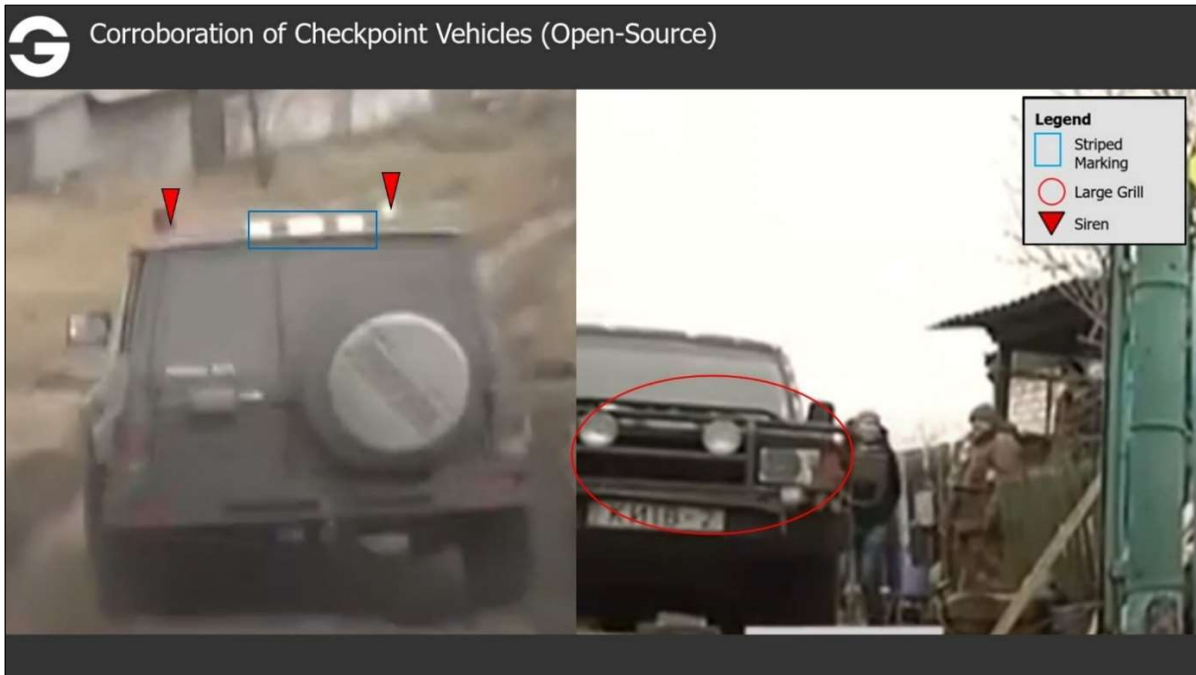 Corroboration of Checkpoint Vehicles (Open-Source)
Legend
Striped
Marking
Large Grill
Siren